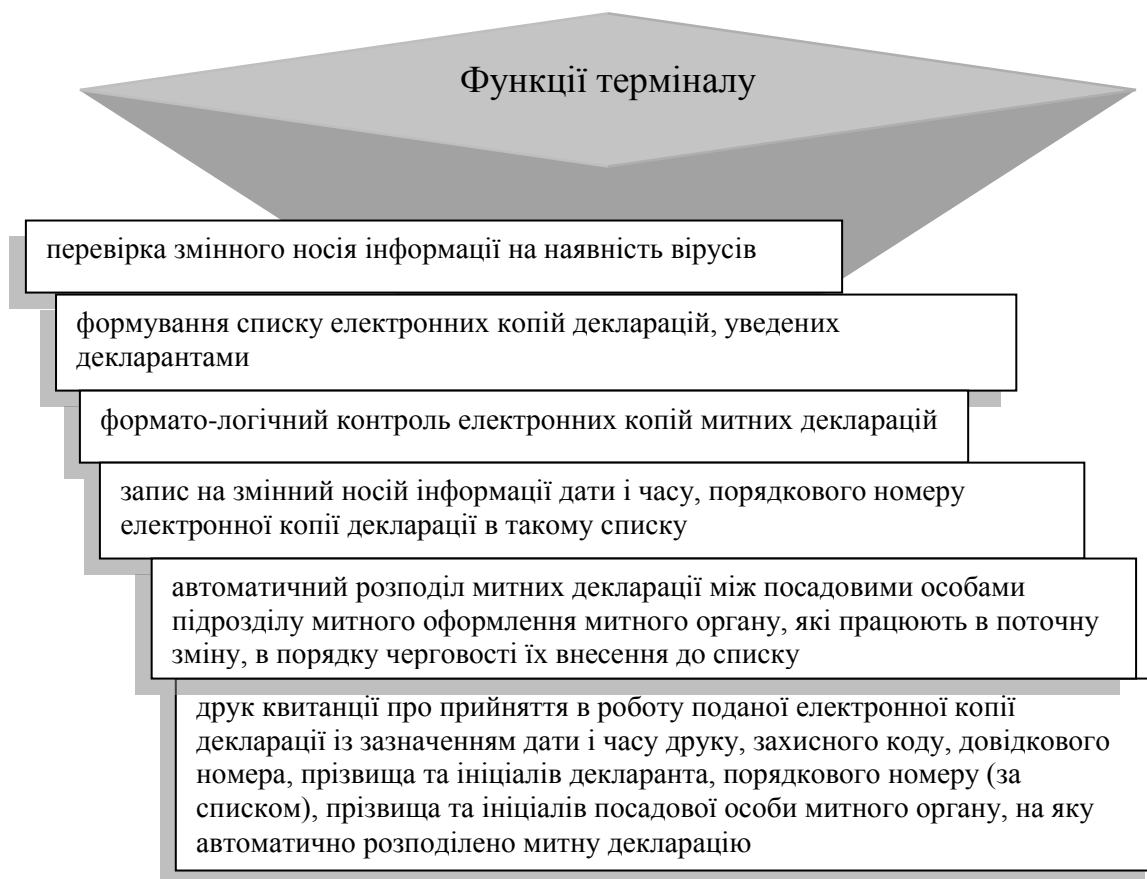 Функції терміналу
перевірка змінного носія інформації на наявність вірусів
формування списку електронних копій декларацій, уведених
декларантами
формато-логічний контроль електронних копій митних декларацій
запис на змінний носій інформації дати і часу, порядкового номеру
електронної копії декларації в такому списку
автоматичний розподіл митних декларації між посадовими особами
підрозділу митного оформлення митного органу, які працюють в поточну
зміну, в порядку черговості їх внесення до списку
друк квитанції про прийняття в роботу поданої електронної копії
декларації із зазначенням дати і часу друку, захисного коду, довідкового
номера, прізвища та ініціалів декларанта, порядкового номеру (за
списком), прізвища та ініціалів посадової особи митного органу, на яку
автоматично розподілено митну декларацію